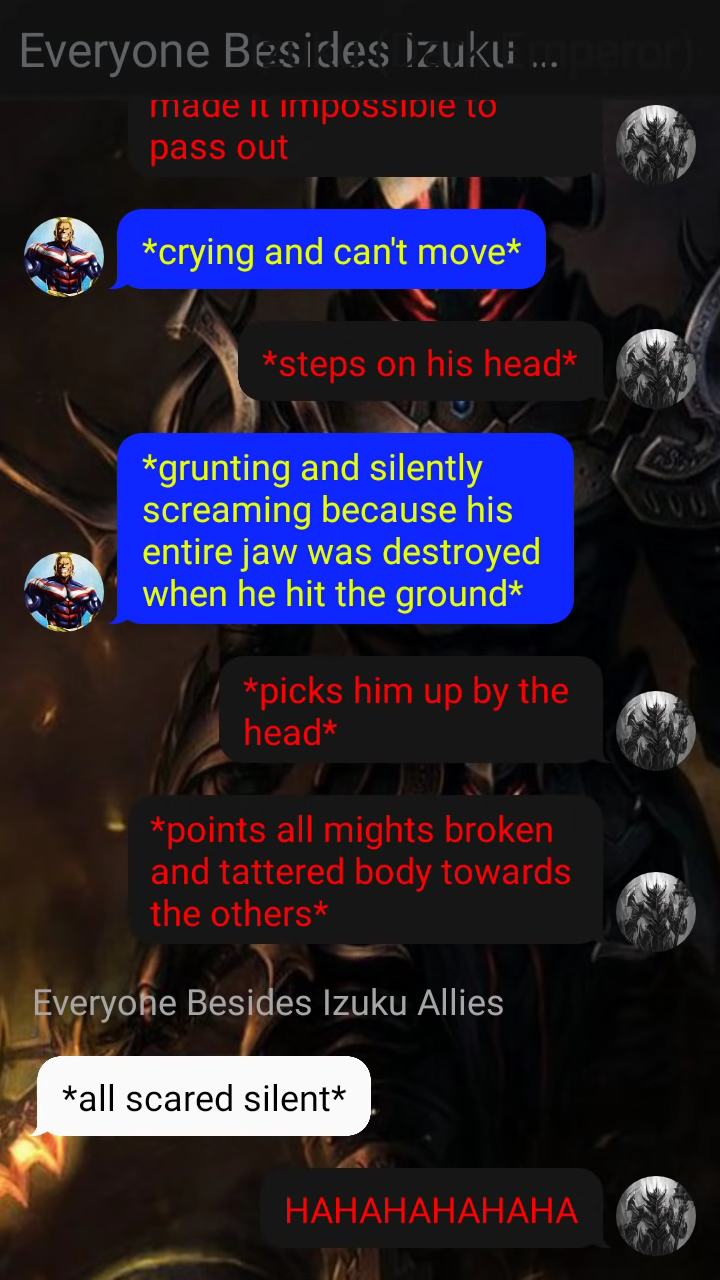 Everyone Besides Izuku ...
Emperor)
made it impossible to
pass out
*crying and can't move*
*steps on his head*
*grunting and silently
screaming because his
entire jaw was destroyed
when he hit the ground*
*picks him up by the
head*
*points all mights broken
and tattered body towards
the others*
Everyone Besides Izuku Allies
*all scared silent*
HAHAHAHAHAHA